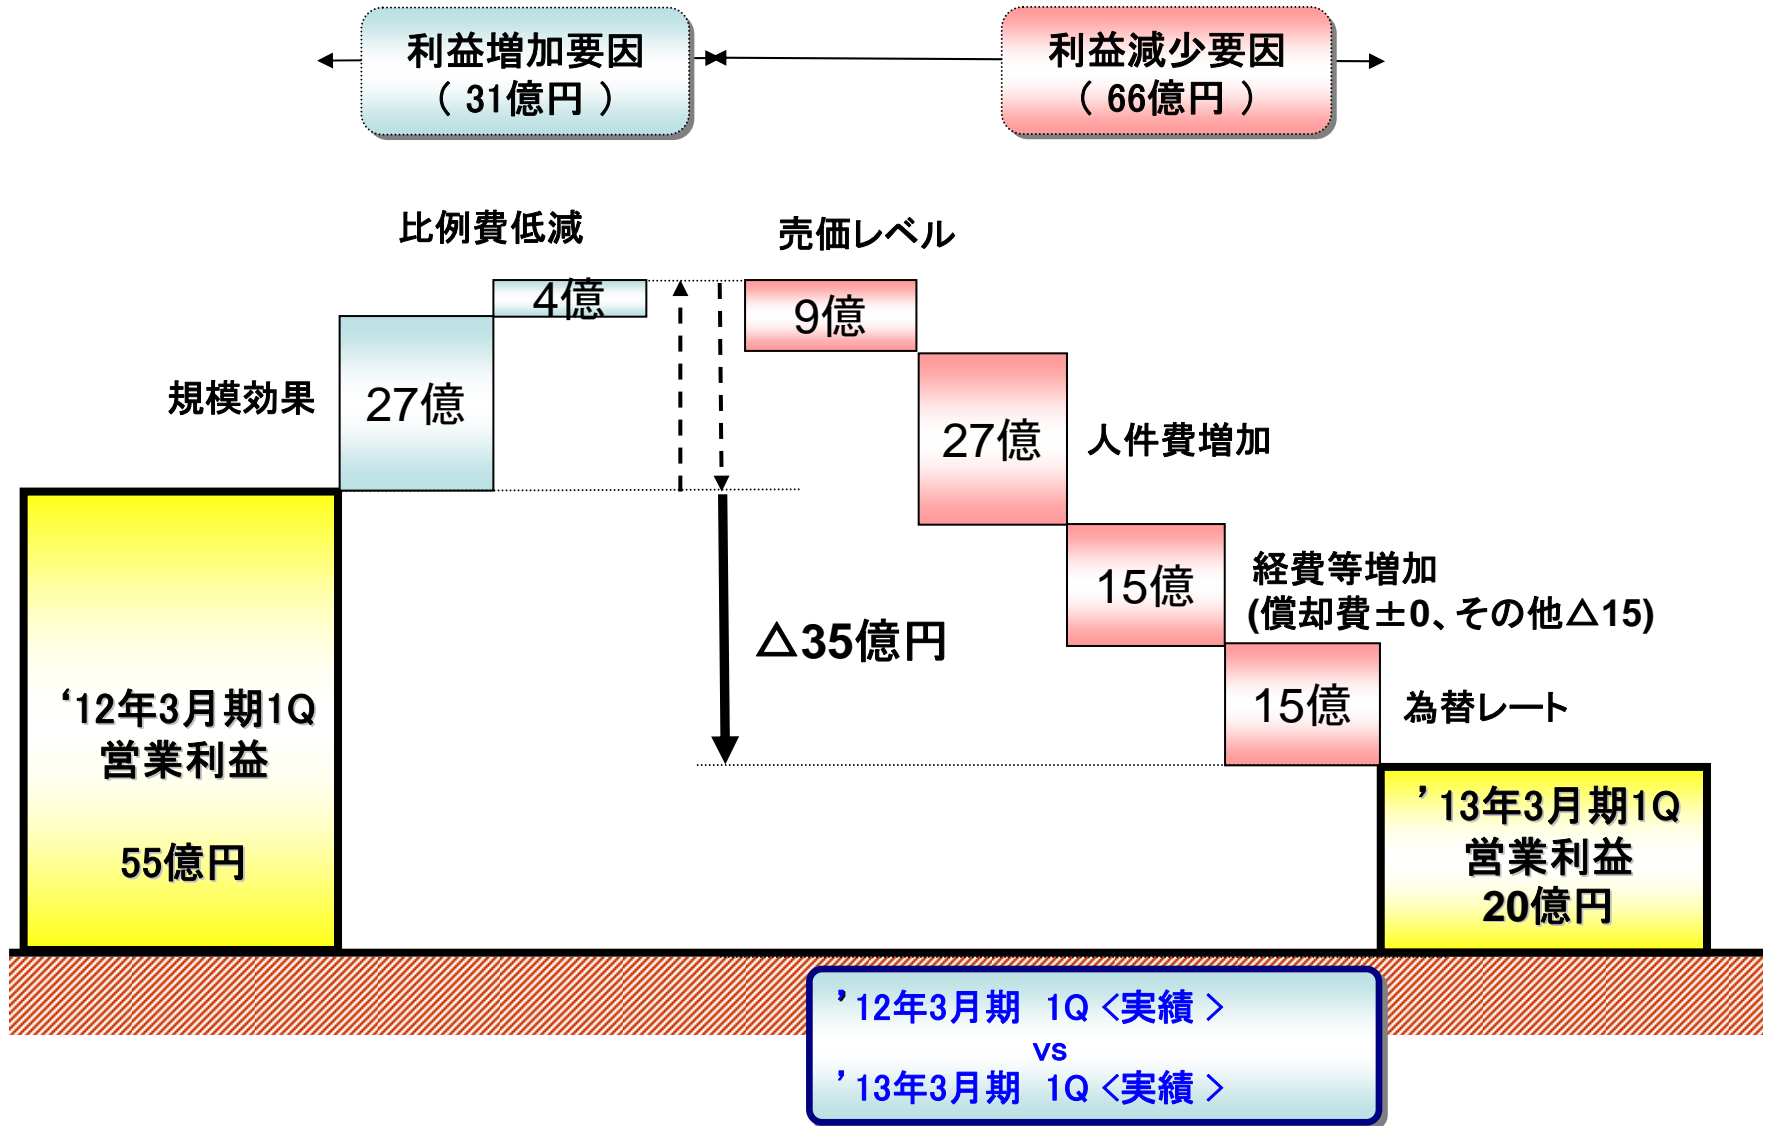 利益増加要因
（ 31億円 ）
利益減少要因
（ 66億円 ）
比例費低減
売価レベル
4億
9億
規模効果
27億
27億
人件費増加
15億
経費等増加
(償却費±0、その他△15)
△35億円
15億
為替レート
‘12年3月期1Q
営業利益
55億円
’13年3月期1Q
営業利益
20億円
’12年3月期 1Q <実績 >
vs
’13年3月期 1Q <実績 >